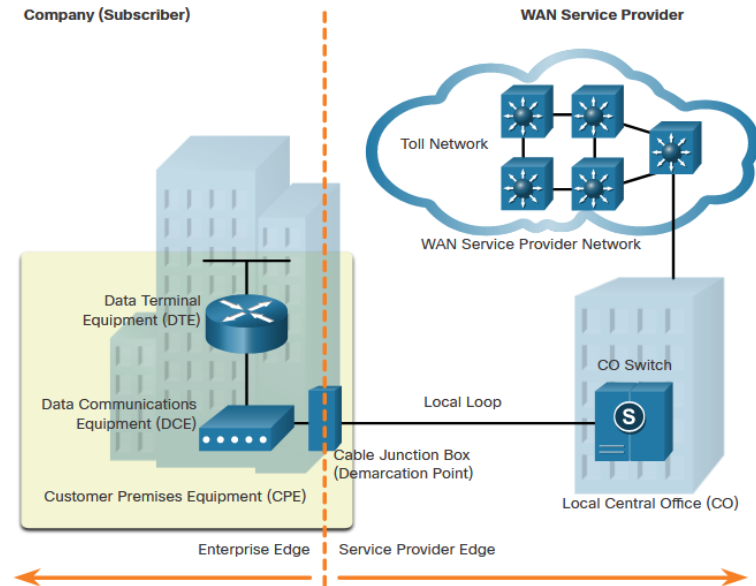 Company (Subscriber)
WAN Service Provider
Toll Network
WAN Service Provider Network
Data Terminal
Equipment (DTE)
CO Switch
S
Data Communications
Equipment (DCE)
Local Loop
Cable Junction Box
(Demarcation Point)
Customer Premises Equipment (CPE)
Local Central Office (CO)
Enterprise Edge
Service Provider Edge